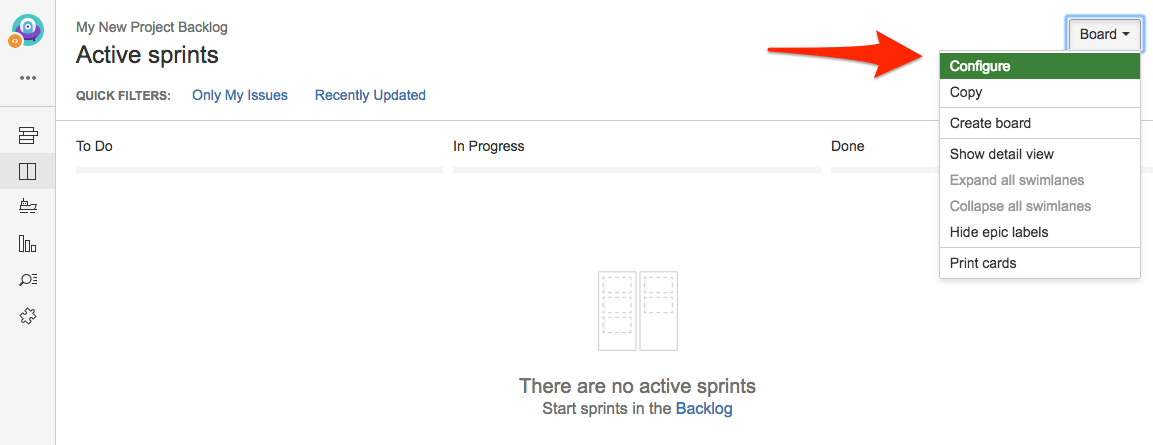 My New Project Backlog
Active sprints
Board
QUICK FILTERS: Only My Issues Recently Updated
Configure
Copy
Create board
Show detail view
Expand all swimlanes
Collapse all swimlanes
Hide epic labels
Print cards
To Do In Progress Done
There are no active sprints
Start sprints in the Backlog